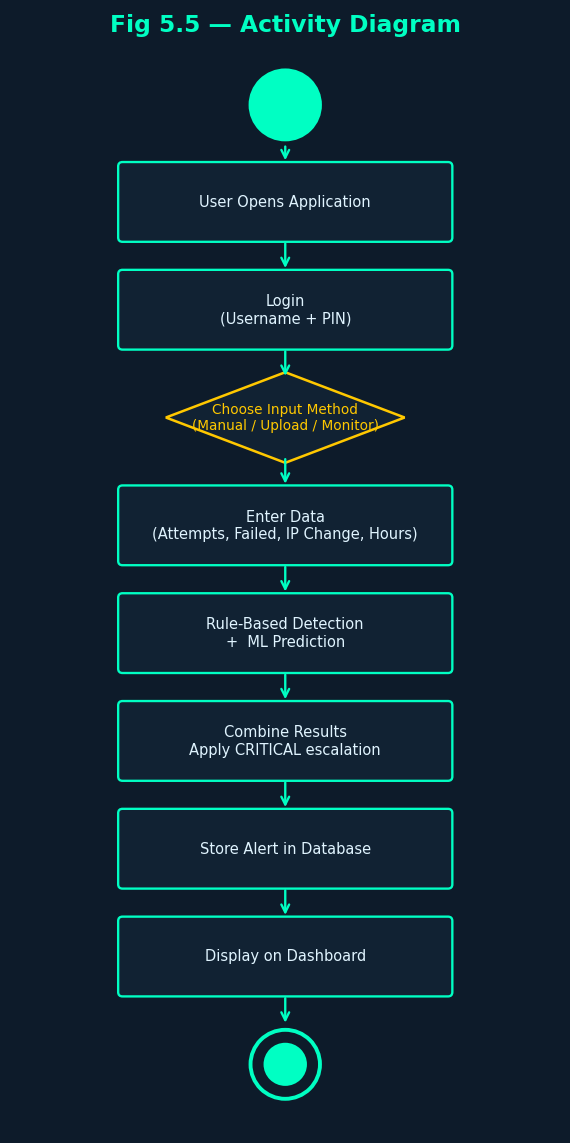 Fig 5.5 — Activity Diagram
User Opens Application
Login
(Username + PIN)
Choose Input Method
(Manual / Upload / Monitor)
Enter Data
(Attempts, Failed, IP Change, Hours)
Rule-Based Detection
+  ML Prediction
Combine Results
Apply CRITICAL escalation
Store Alert in Database
Display on Dashboard